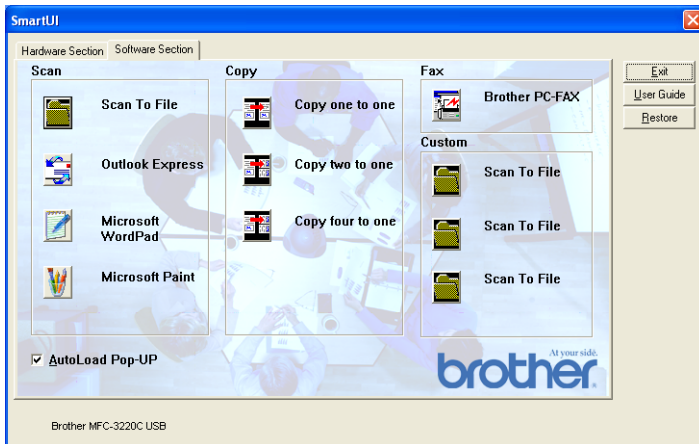 SmartUI
Hardware Section
Software Section
Scan
Scan To File
Outlook Express
Microsoft
WordPad
Microsoft Paint
Copy
Copy one to one
Copy two to one
Copy four to one
Fax
Brother PC-FAX
Custom
Scan To File
Scan To File
Scan To File
Exit
User Guide
Restore
AutoLoad Pop-UP
At your side.
brother
Brother MFC-3220C USB